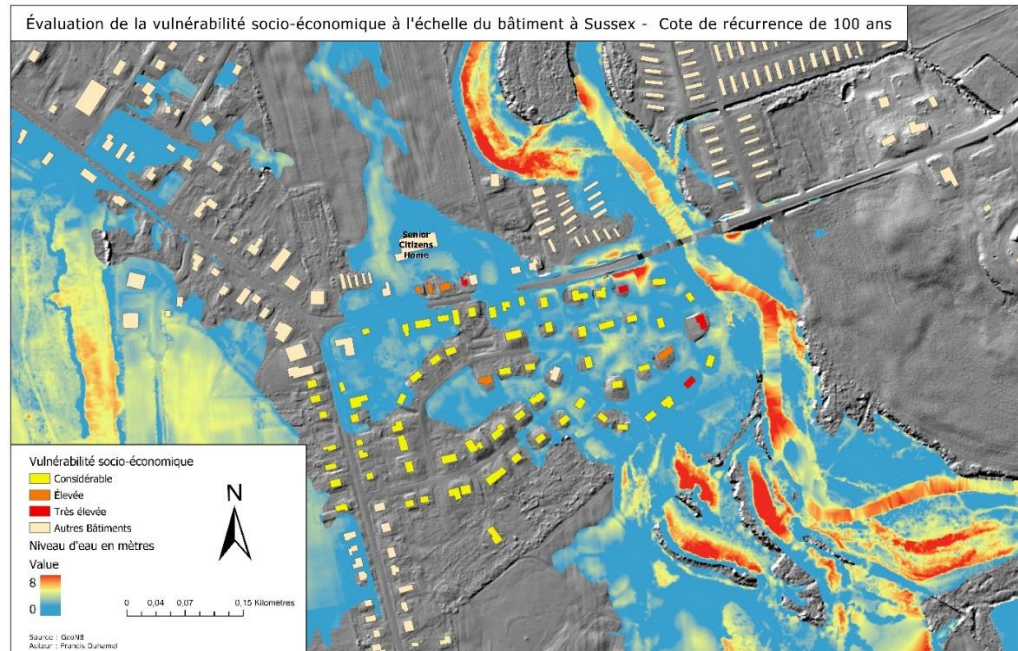 Évaluation de la vulnérabilité socio-économique à l'échelle du bâtiment à Sussex - Cote de récurrence de 100 ans
Senior
Citizens
Home
Vulnérabilité socio-économique
Considérable
Élevée
Très élevée
Autres Bâtiments
Niveau d'eau en mètres
Value
8
0
N
0 0,04 0,07 0,15 Kilomètres
Source : GeoNB
Auteur : Francis Duhamel